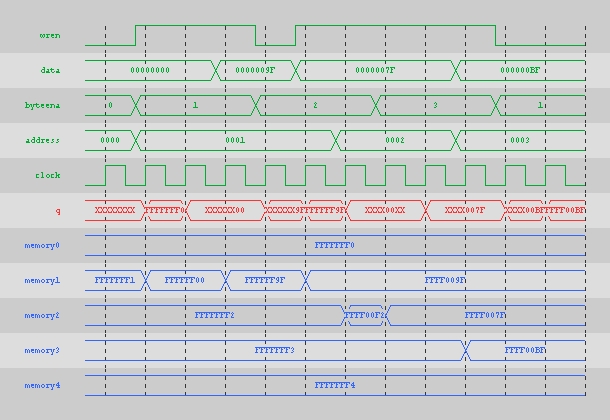 wren
data 00000000 0000009F 0000007F 000000BF
byteena 0 1 2 3 1
address 0000 0001 0002 0003
clock
q XXXXXXXX FFFFFFF0 XXXXXX00 XXXXXX9F FFFFFF9F XXXX00XX XXXX007F XXXX00BF FFFF00BF
memory0 FFFFFFF0
memory1 FFFFFFF1 FFFFFF00 FFFFFF9F FFFF009F
memory2 FFFFFFF2 FFFF00F2 FFFF007F
memory3 FFFFFFF3 FFFF00BF
memory4 FFFFFFF4